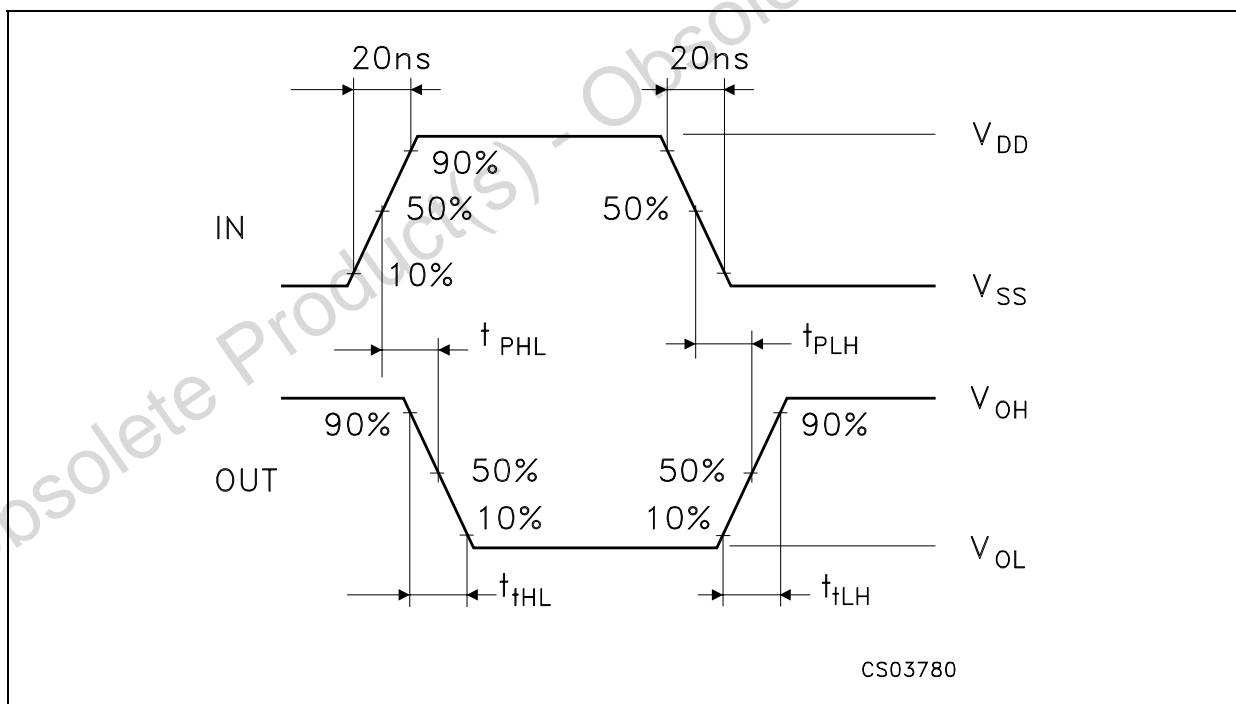 20ns 20ns
V_DD
90%
IN 50% 50%
10%
V_SS
t_PHL t_PLH
V_OH
90% 90%
OUT 50% 50%
10% 10%
V_OL
t_tHL t_tLH
CS03780
Obsolete Product(s) - Obsole